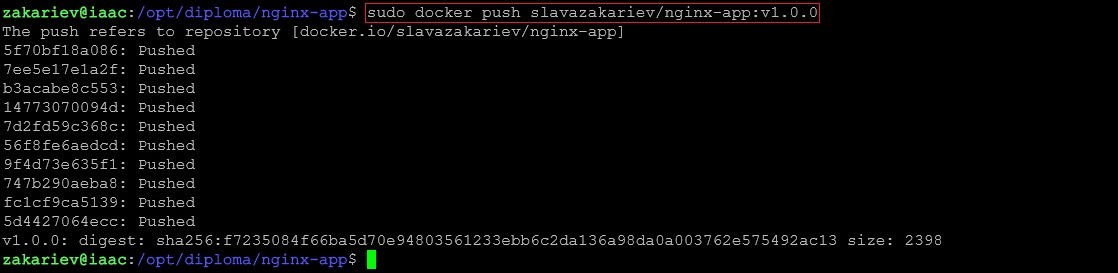 zakariev@iaac:/opt/diploma/nginx-app$ sudo docker push slavazakariev/nginx-app:v1.0.0
The push refers to repository [docker.io/slavazakariev/nginx-app]
5f70bf18a086: Pushed
7ee5e17e1a2f: Pushed
b3acabe8c553: Pushed
14773070094d: Pushed
7d2fd59c368c: Pushed
56f8fe6aedcd: Pushed
9f4d73e635f1: Pushed
747b290aeba8: Pushed
fc1cf9ca5139: Pushed
5d4427064ecc: Pushed
v1.0.0: digest: sha256:f7235084f66ba5d70e94803561233ebb6c2da136a98da0a003762e575492ac13 size: 2398
zakariev@iaac:/opt/diploma/nginx-app$